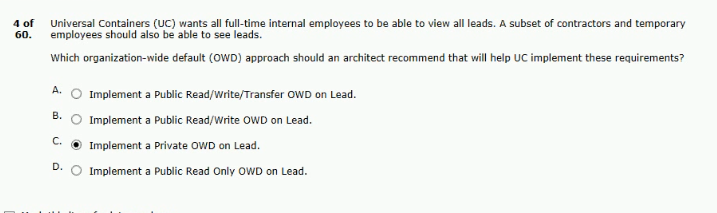 4 of 60. Universal Containers (UC) wants all full-time internal employees to be able to view all leads. A subset of contractors and temporary
employees should also be able to see leads.
Which organization-wide default (OWD) approach should an architect recommend that will help UC implement these requirements?
A. Implement a Public Read/Write/Transfer OWD on Lead.
B. Implement a Public Read/Write OWD on Lead.
C. Implement a Private OWD on Lead.
D. Implement a Public Read Only OWD on Lead.